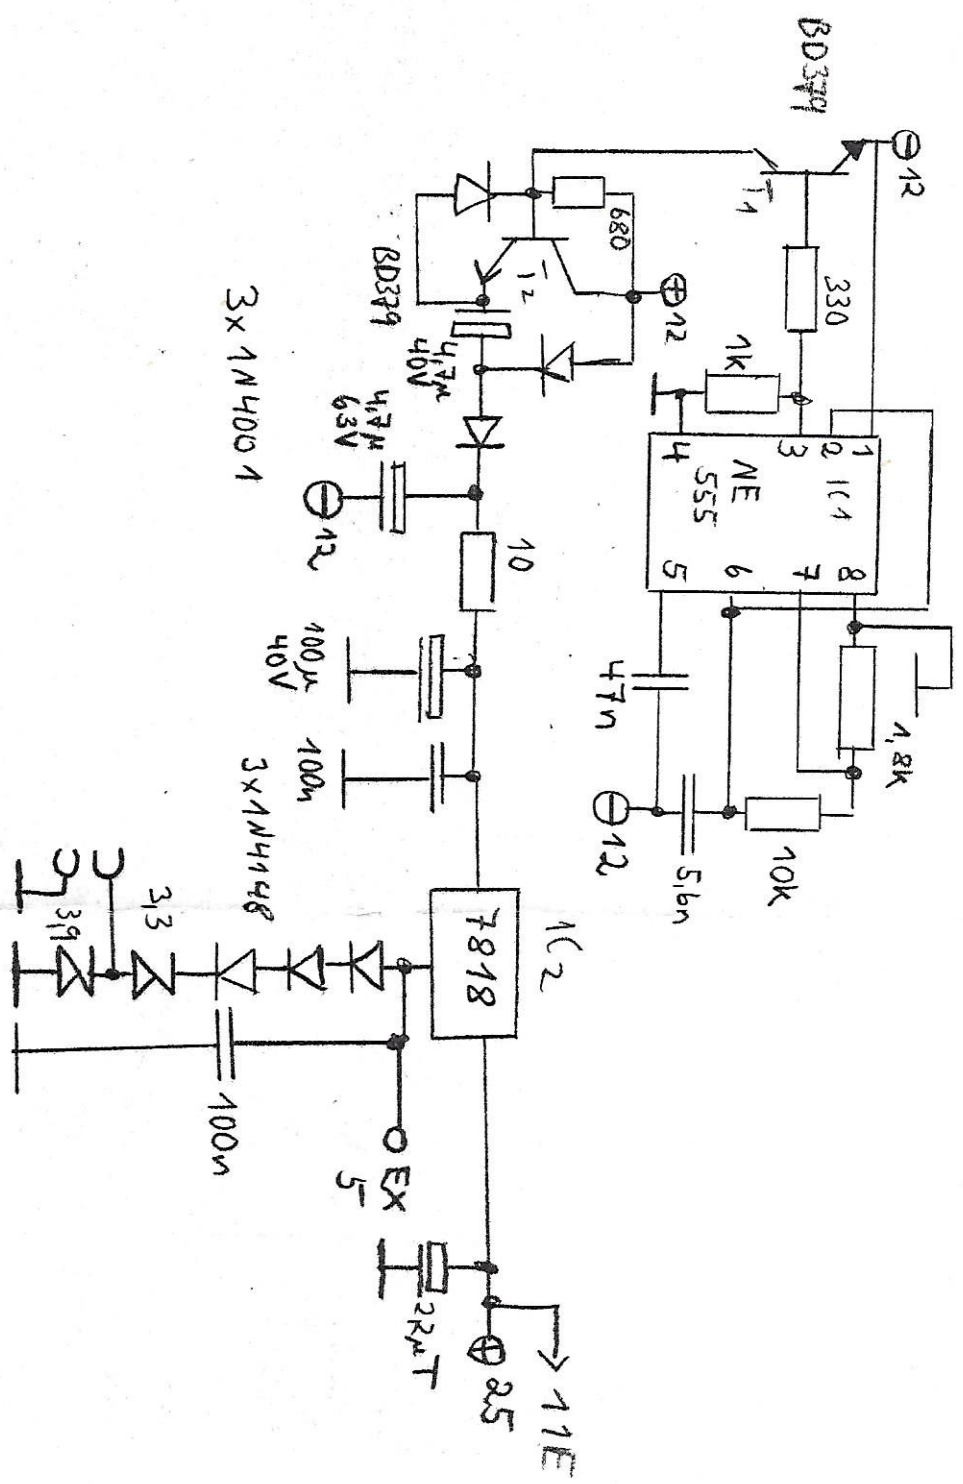 BD379
⊖12
T1
330
1k
680
⊕12
T2
BD379
4,7µ
40V
3x1N4001
4,7µ
63V
⊖12
10
100µ
40V
100n
1
2
3
4
IC1
NE
555
5
6
7
8
47n
1,8k
10k
5,6n
⊖12
IC2
7818
3x1N4148
3,3
3,9
100n
EX
5
22µT
⊕25
11E